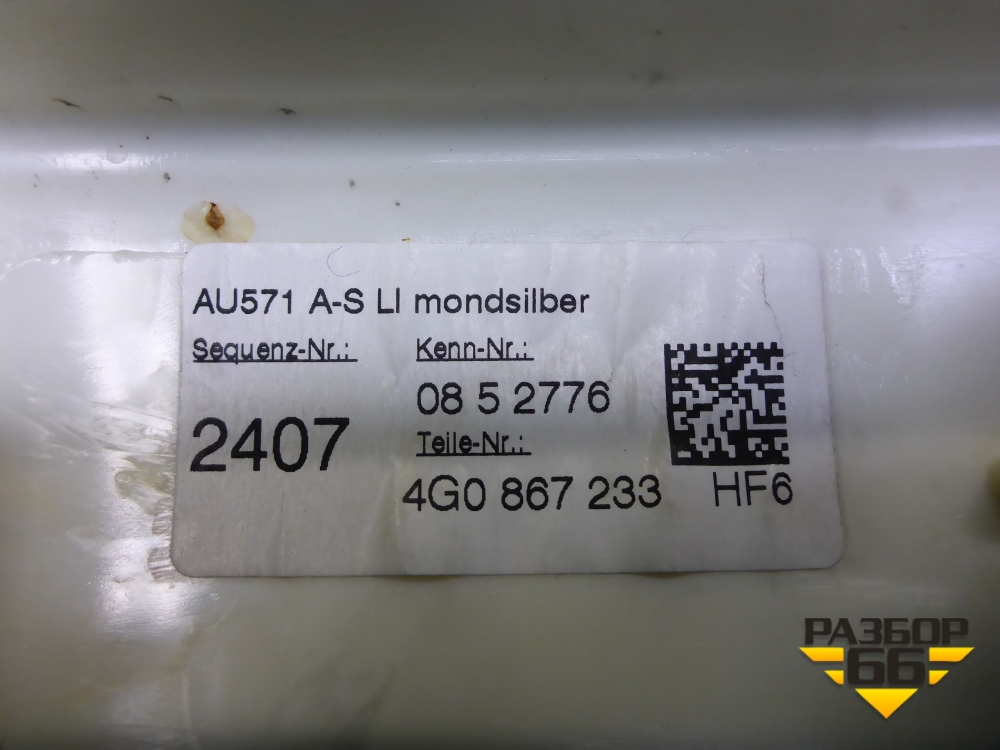 AU571 A-S LI mondsilber
Sequenz-Nr.: Kenn-Nr.:
08 5 2776
2407
Teile-Nr.:
4G0 867 233 HF6
РАЗБОР
66